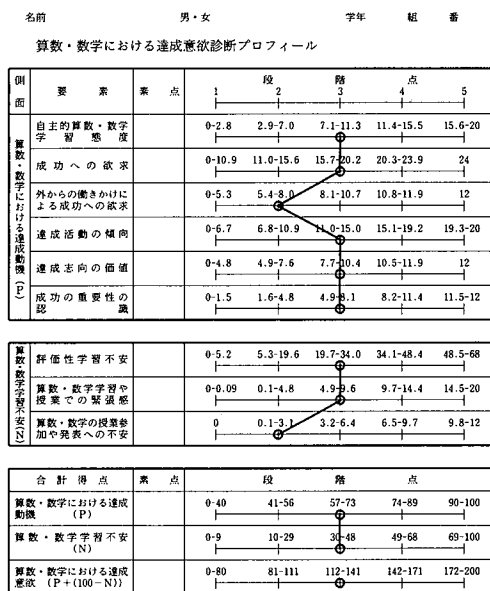 名前 男・女 学年 組 番
算数・数学における達成意欲診断プロフィール
側面 要素 素点 段階点
1 2 3 4 5
算数・数学における達成動機(P)
自主的算数・数学学習態度 0-2.8 2.9-7.0 7.1-11.3 11.4-15.5 15.6-20
成功への欲求 0-10.9 11.0-15.6 15.7-20.2 20.3-23.9 24
外からの働きかけによる成功への欲求 0-5.3 5.4-8.0 8.1-10.7 10.8-11.9 12
達成活動の傾向 0-6.7 6.8-10.9 11.0-15.0 15.1-19.2 19.3-20
達成志向の価値 0-4.8 4.9-7.6 7.7-10.4 10.5-11.9 12
成功の重要性の認識 0-1.5 1.6-4.8 4.9-8.1 8.2-11.4 11.5-12
算数・数学学習不安(N)
評価性学習不安 0-5.2 5.3-19.6 19.7-34.0 34.1-48.4 48.5-68
算数・数学学習や授業での緊張感 0-0.09 0.1-4.8 4.9-9.6 9.7-14.4 14.5-20
算数・数学の授業参加や発表への不安 0 0.1-3.1 3.2-6.4 6.5-9.7 9.8-12
合計得点 素点 段階点
1 2 3 4 5
算数・数学における達成動機(P) 0-40 41-56 57-73 74-89 90-100
算数・数学学習不安(N) 0-9 10-29 30-48 49-68 69-100
算数・数学における達成意欲{P+(100-N)} 0-80 81-111 112-141 142-171 172-200